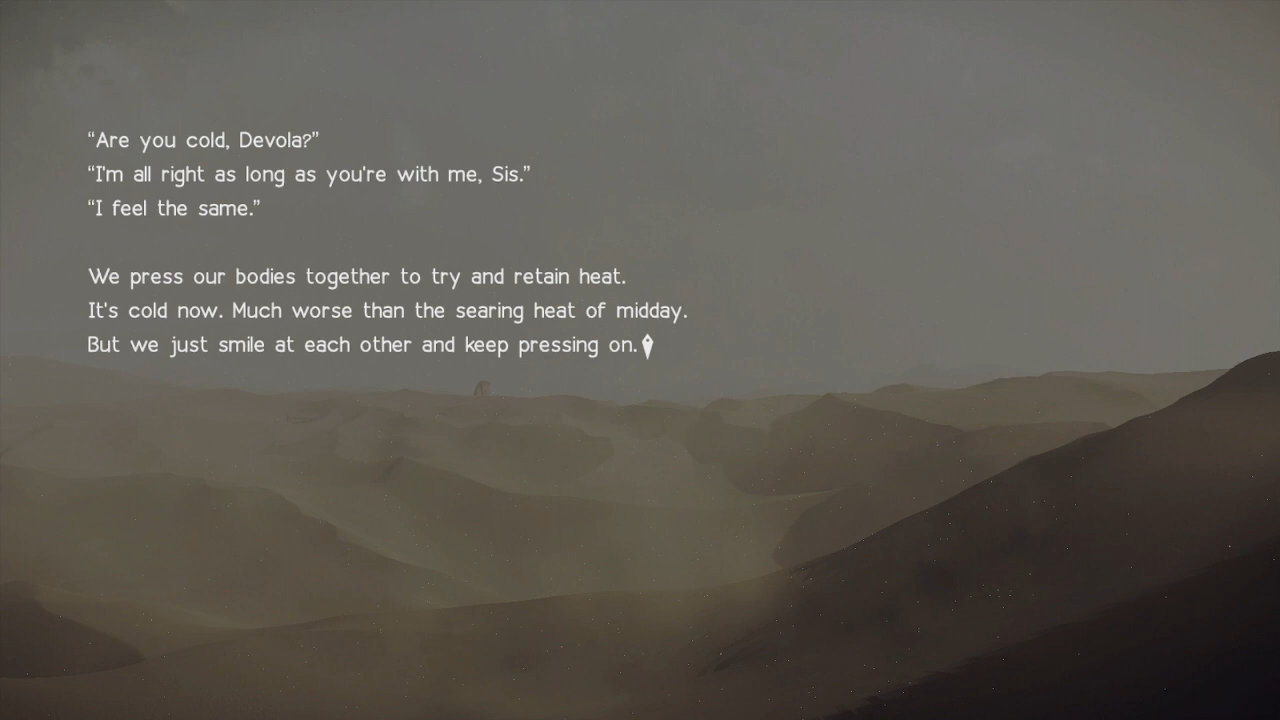 “Are you cold, Devola?”
“I'm all right as long as you're with me, Sis.”
“I feel the same.”
We press our bodies together to try and retain heat.
It's cold now. Much worse than the searing heat of midday.
But we just smile at each other and keep pressing on.